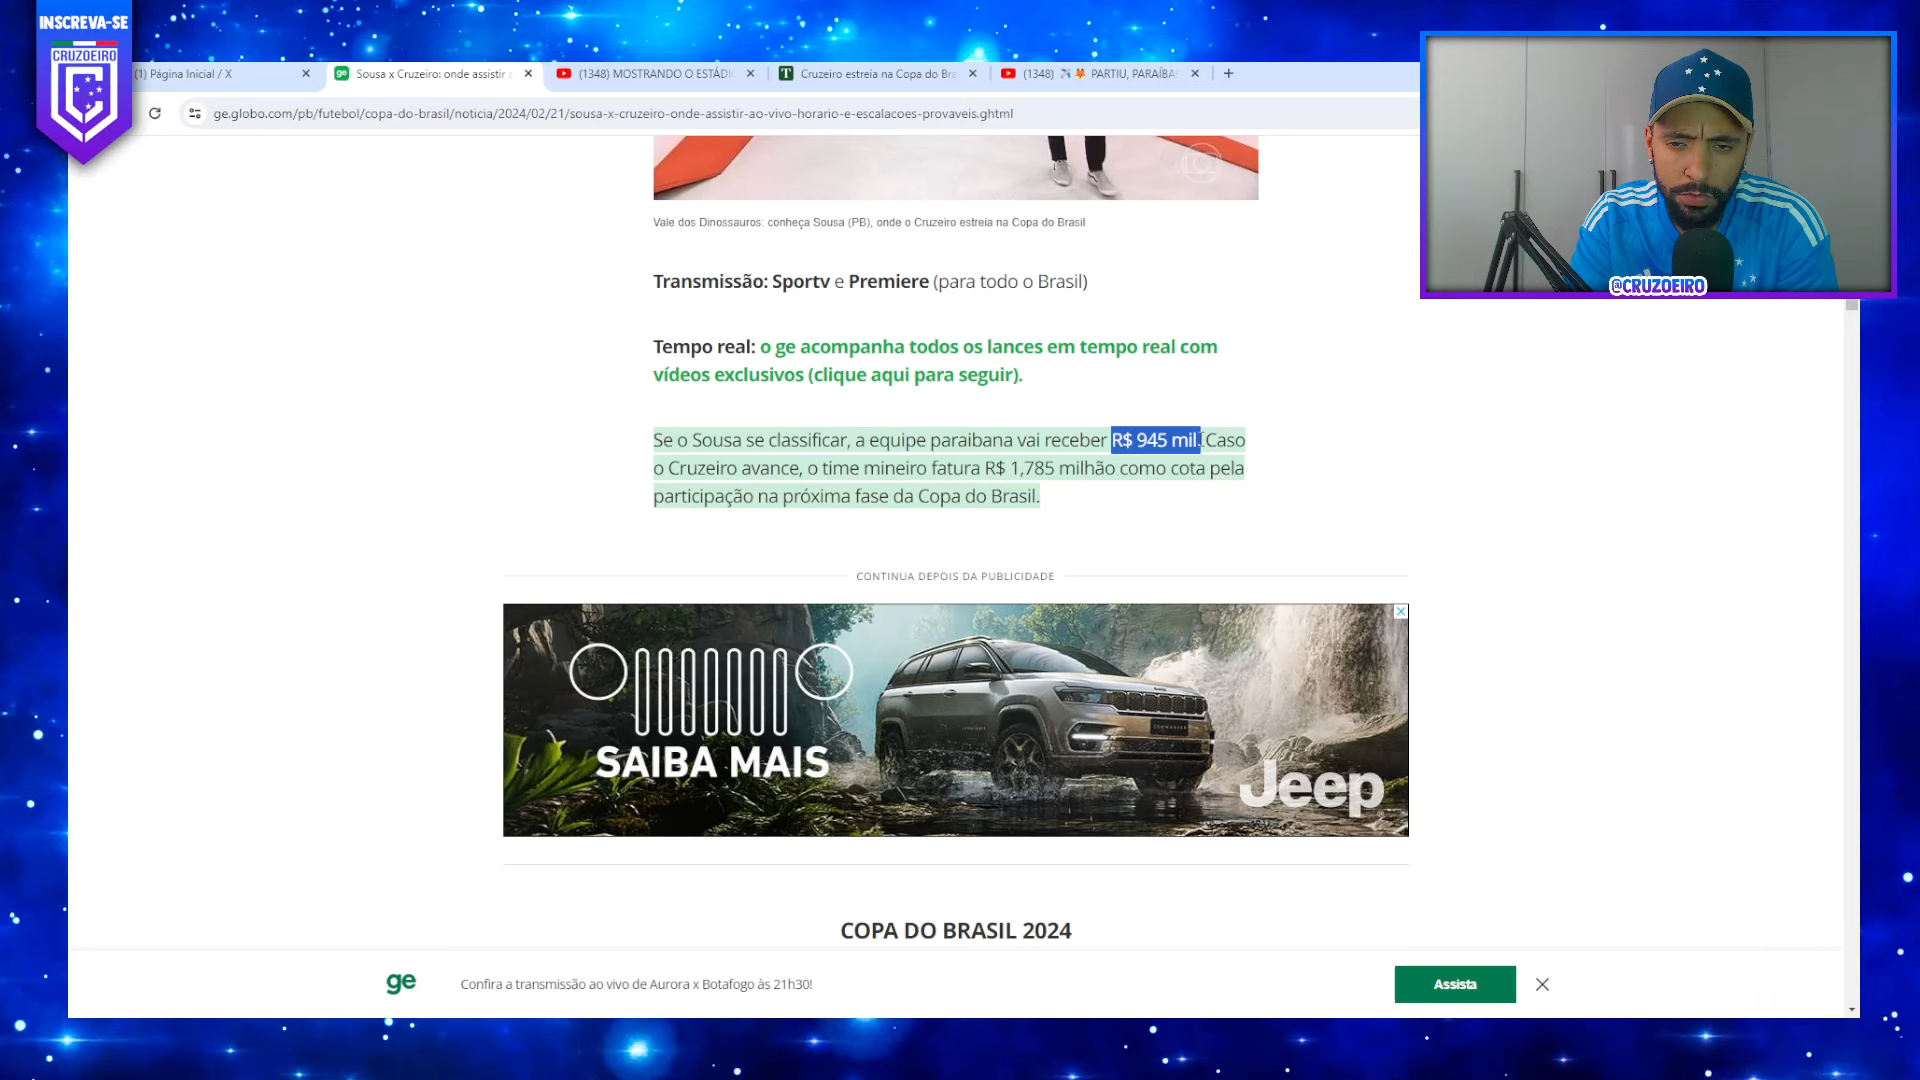 INSCREVA-SE
CRUZOEIRO
(1) Página Inicial / X
Sousa x Cruzeiro: onde assistir a
(1348) MOSTRANDO O ESTÁDI
Cruzeiro estreia na Copa do Bra
(1348) ✈️ 🦊 PARTIU, PARAÍBA
ge.globo.com/pb/futebol/copa-do-brasil/noticia/2024/02/21/sousa-x-cruzeiro-onde-assistir-ao-vivo-horario-e-escalacoes-provaveis.ghtml
@CRUZOEIRO
Vale dos Dinossauros: conheça Sousa (PB), onde o Cruzeiro estreia na Copa do Brasil
Transmissão: Sportv e Premiere (para todo o Brasil)
Tempo real: o ge acompanha todos os lances em tempo real com
vídeos exclusivos (clique aqui para seguir).
Se o Sousa se classificar, a equipe paraibana vai receber R$ 945 mil. Caso
o Cruzeiro avance, o time mineiro fatura R$ 1,785 milhão como cota pela
participação na próxima fase da Copa do Brasil.
CONTINUA DEPOIS DA PUBLICIDADE
SAIBA MAIS
Jeep
COPA DO BRASIL 2024
ge
Confira a transmissão ao vivo de Aurora x Botafogo às 21h30!
Assista